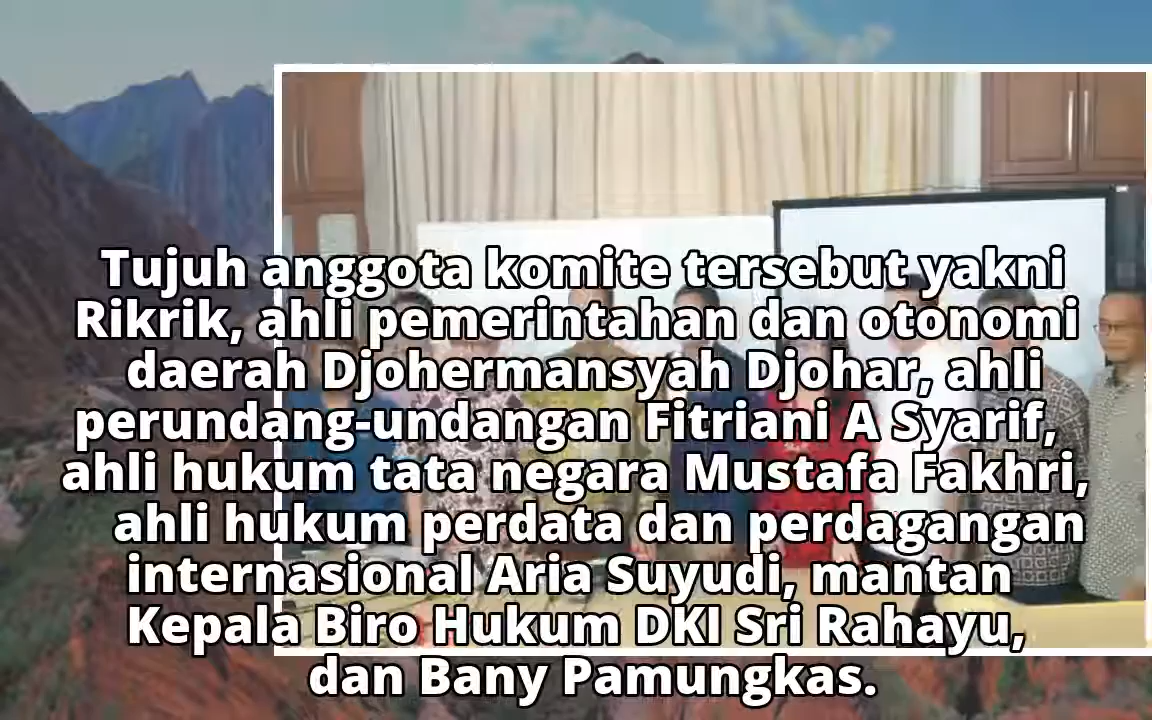 Tujuh anggota komite tersebut yakni
Rikrik, ahli pemerintahan dan otonomi
daerah Djohermansyah Djohar, ahli
perundang-undangan Fitriani A Syarif,
ahli hukum tata negara Mustafa Fakhri,
ahli hukum perdata dan perdagangan
internasional Aria Suyudi, mantan
Kepala Biro Hukum DKI Sri Rahayu,
dan Bany Pamungkas.